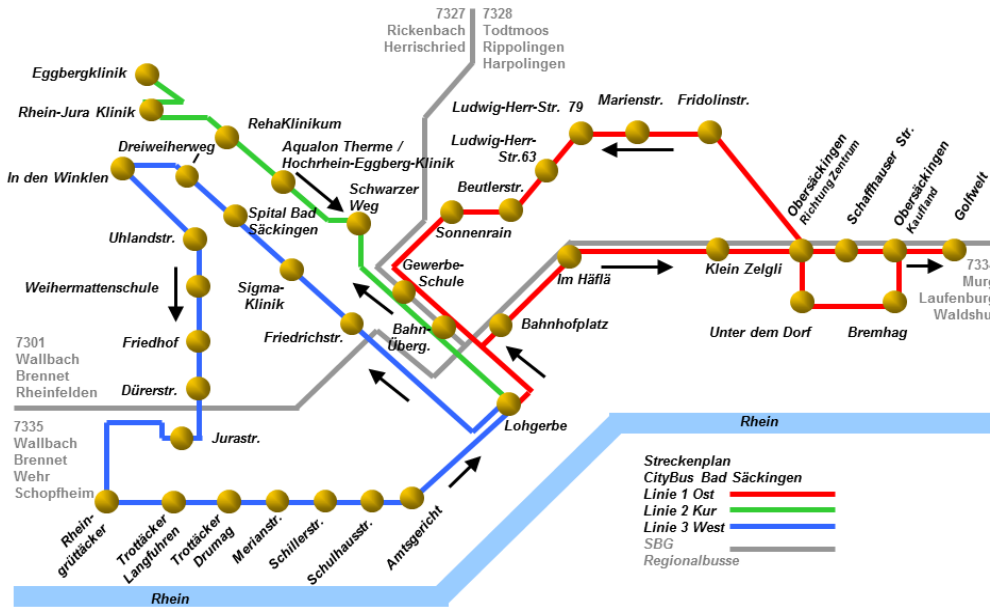 7327
Rickenbach
Herrischried
7328
Todtmoos
Rippolingen
Harpolingen
Eggbergklinik
Rhein-Jura Klinik
RehaKlinikum
Aqualon Therme /
Hochrhein-Eggberg-Klinik
Schwarzer
Weg
Dreiweiherweg
In den Winklen
Spital Bad
Säckingen
Uhlandstr.
Weihermattenschule
Sigma-
Klinik
Friedhof
Friedrichstr.
Dürerstr.
Jurastr.
Ludwig-Herr-Str. 79
Marienstr.
Fridolinstr.
Ludwig-Herr-
Str.63
Beutlerstr.
Sonnenrain
Gewerbe-
Schule
Bahn-
Überg.
Im Häflä
Bahnhofplatz
Lohgerbe
Klein Zelgli
Obersäckingen
Richtung Zentrum
Schaffhauser Str.
Obersäckingen
Kaufland
Golfwelt
Unter dem Dorf
Bremhag
733
Murg
Laufenburg
Waldshu
7301
Wallbach
Brennet
Rheinfelden
7335
Wallbach
Brennet
Wehr
Schopfheim
Rhein-
grüttäcker
Trottäcker
Langfuhren
Trottäcker
Drumag
Merianstr.
Schillerstr.
Schulhausstr.
Amtsgericht
Rhein
Rhein
Streckenplan
CityBus Bad Säckingen
Linie 1 Ost
Linie 2 Kur
Linie 3 West
SBG
Regionalbusse